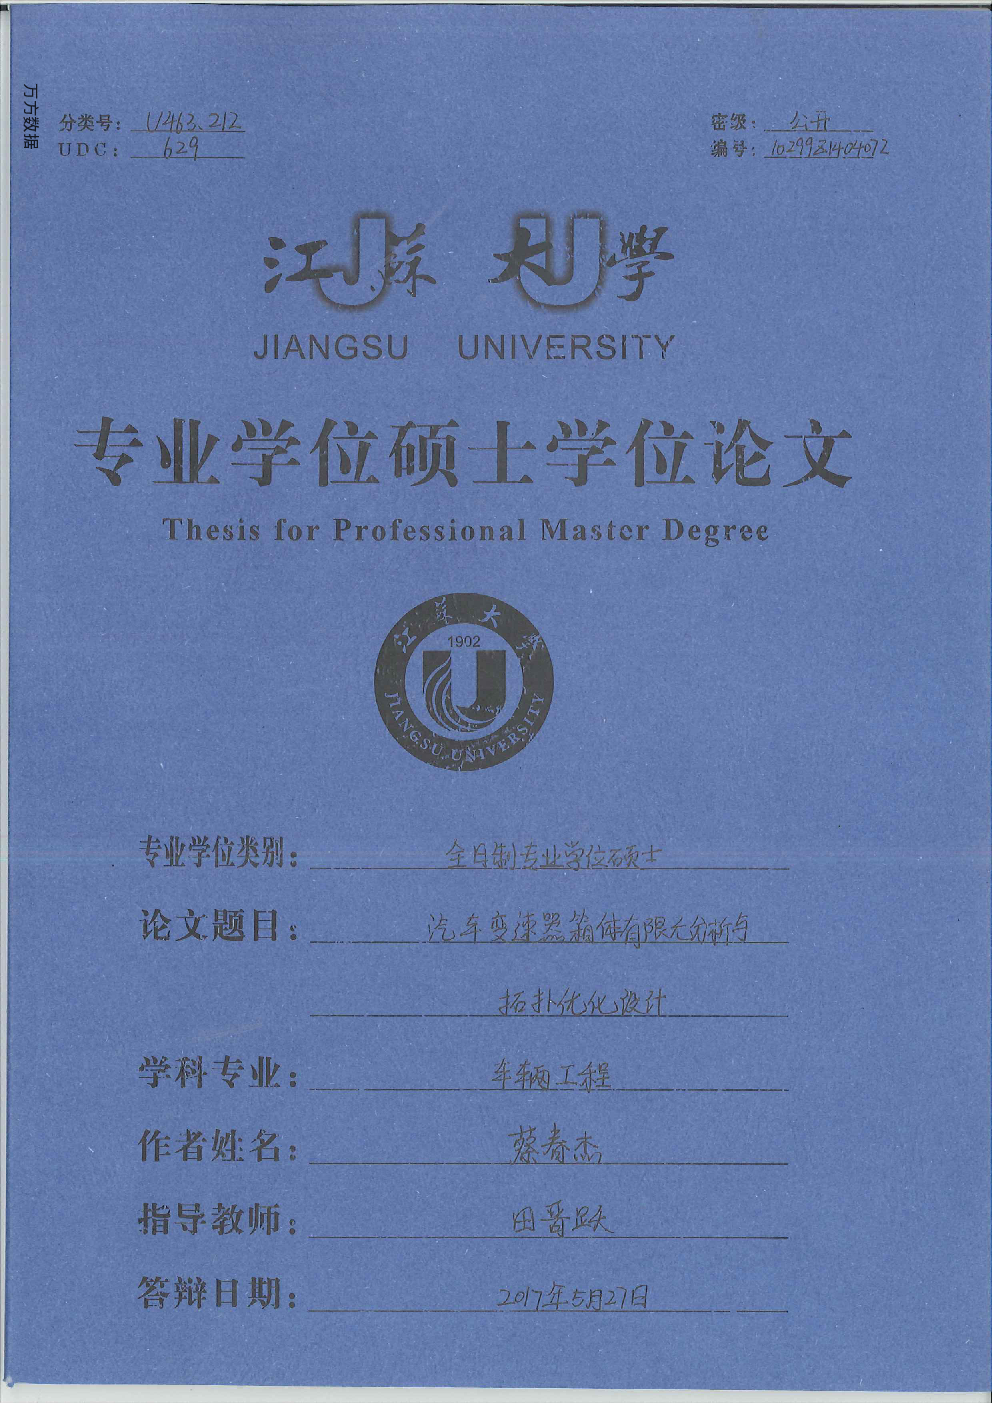 万方数据
分类号： U463.212
密级： 公开
UDC： 629
编号： 10299Z1404072
江苏大学
JIANGSU UNIVERSITY
专业学位硕士学位论文
Thesis for Professional Master Degree
江苏大学
1902
JIANGSU UNIVERSITY
专业学位类别： 全日制专业学位硕士
论文题目： 汽车变速器箱体有限元分析与
拓扑优化设计
学科专业： 车辆工程
作者姓名： 蔡春杰
指导教师： 田晋跃
答辩日期： 2017年5月27日